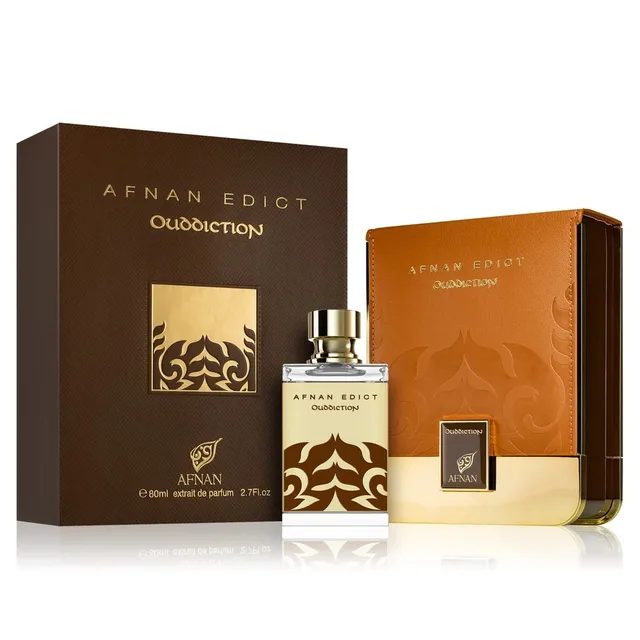 AFNAN EDICT
OUDDICTION
أفنان
AFNAN
℮ 80ml extrait de parfum 2.7Fl.oz
AFNAN EDICT
OUDDICTION
AFNAN EDICT
OUDDICTION
OUDDICTION
AFNAN